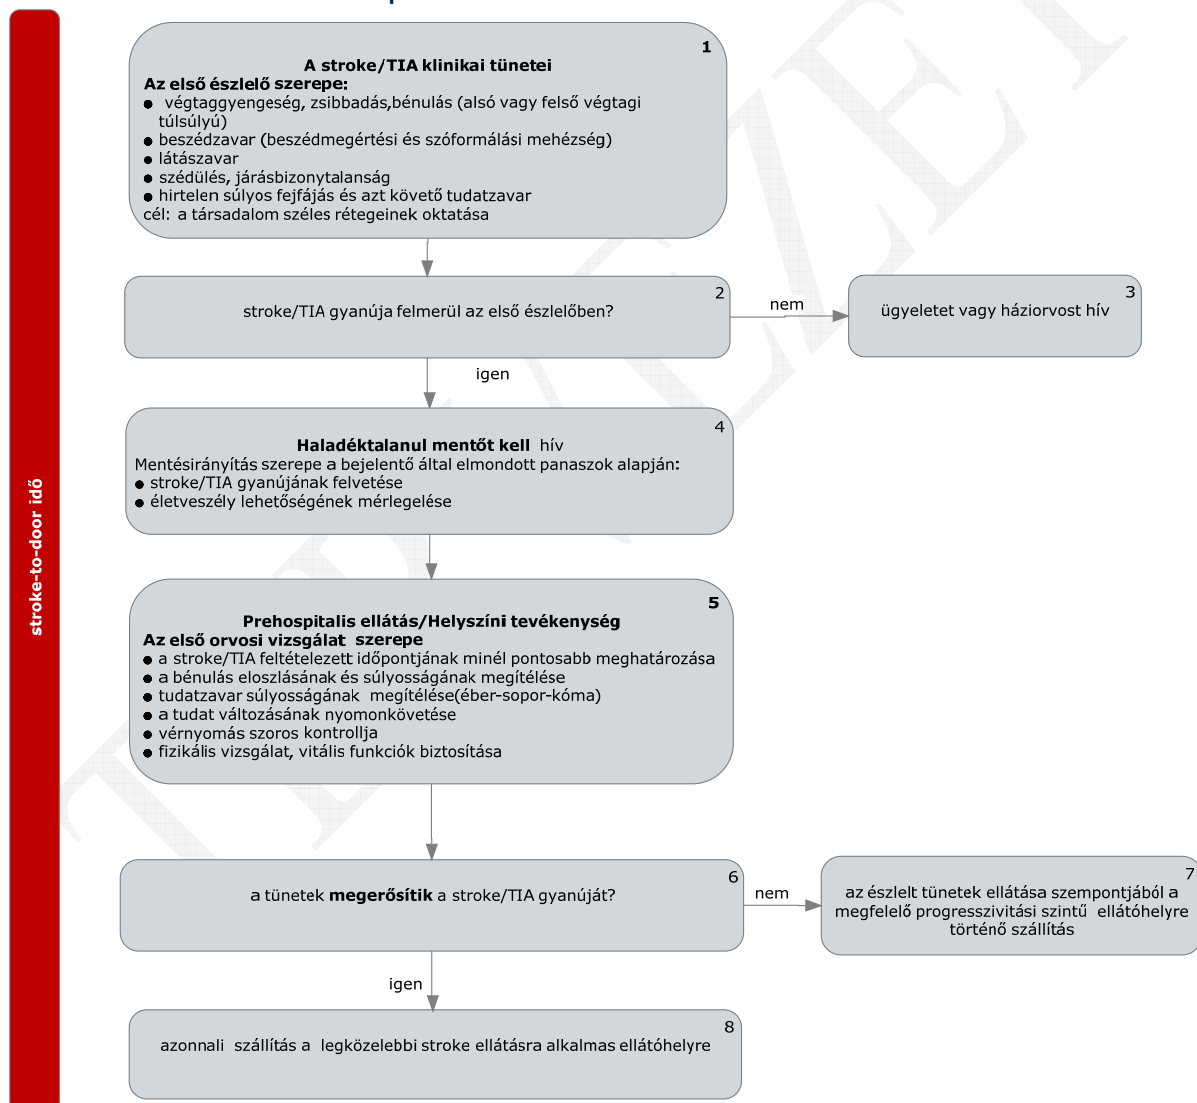 stroke-to-door idő
1
A stroke/TIA klinikai tünetei
Az első észlelő szerepe:
● végtaggyengeség, zsibbadás,bénulás (alsó vagy felső végtagi
túlsúlyú)
● beszédzavar (beszédmegértési és szóformálási mehézség)
● látászavar
● szédülés, járásbizonytalanság
● hirtelen súlyos fejfájás és azt követő tudatzavar
cél: a társadalom széles rétegeinek oktatása
2
stroke/TIA gyanúja felmerül az első észlelőben?
nem
3
ügyeletet vagy háziorvost hív
igen
4
Haladéktalanul mentőt kell hív
Mentésirányítás szerepe a bejelentő által elmondott panaszok alapján:
● stroke/TIA gyanújának felvetése
● életveszély lehetőségének mérlegelése
5
Prehospitalis ellátás/Helyszíni tevékenység
Az első orvosi vizsgálat szerepe
● a stroke/TIA feltételezett időpontjának minél pontosabb meghatározása
● a bénulás eloszlásának és súlyosságának megítélése
● tudatzavar súlyosságának megítélése(éber-sopor-kóma)
● a tudat változásának nyomonkövetése
● vérnyomás szoros kontrollja
● fizikális vizsgálat, vitális funkciók biztosítása
6
a tünetek megerősítik a stroke/TIA gyanúját?
nem
7
az észlelt tünetek ellátása szempontjából a
megfelelő progresszivitási szintű ellátóhelyre
történő szállítás
igen
8
azonnali szállítás a legközelebbi stroke ellátásra alkalmas ellátóhelyre